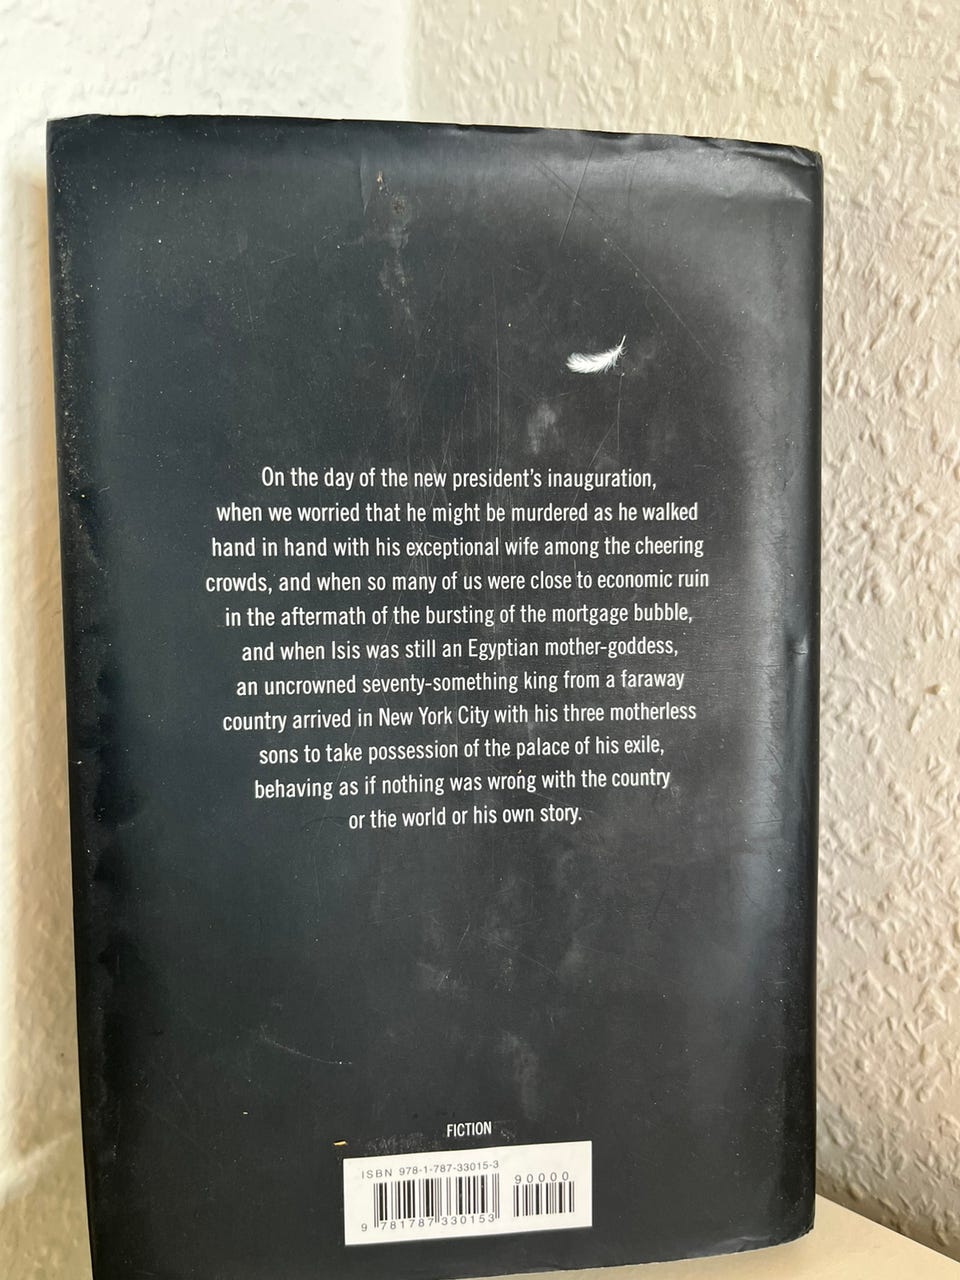 On the day of the new president's inauguration,
when we worried that he might be murdered as he walked
hand in hand with his exceptional wife among the cheering
crowds, and when so many of us were close to economic ruin
in the aftermath of the bursting of the mortgage bubble,
and when Isis was still an Egyptian mother-goddess,
an uncrowned seventy-something king from a faraway
country arrived in New York City with his three motherless
sons to take possession of the palace of his exile,
behaving as if nothing was wrong with the country
or the world or his own story.
FICTION
ISBN 978-1-787-33015-3
90000
9 781787 330153